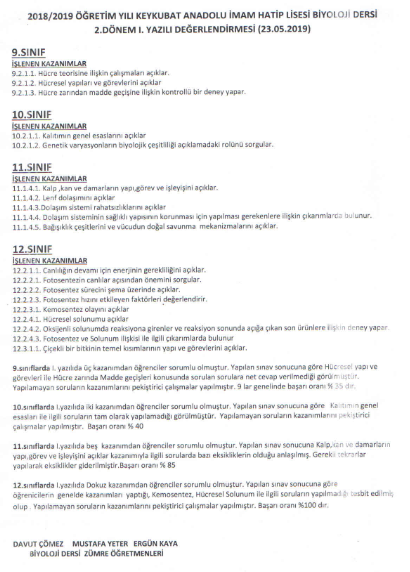 2018/2019 ÖĞRETİM YILI KEYKUBAT ANADOLU İMAM HATİP LİSESİ BİYOLOJİ DERSİ
2.DÖNEM I. YAZILI DEĞERLENDİRMESİ (23.05.2019)
9.SINIF
İŞLENEN KAZANIMLAR
9.2.1.1. Hücre teorisine ilişkin çalışmaları açıklar.
9.2.1.2. Hücresel yapıları ve görevlerini açıklar
9.2.1.3. Hücre zarından madde geçişine ilişkin kontrollü bir deney yapar.
10.SINIF
İŞLENEN KAZANIMLAR
10.2.1.1. Kalıtımın genel esaslarını açıklar
10.2.1.2. Genetik varyasyonların biyolojik çeşitliliği açıklamadaki rolünü sorgular.
11.SINIF
İŞLENEN KAZANIMLAR
11.1.4.1. Kalp ,kan ve damarların yapı,görev ve işleyişini açıklar.
11.1.4.2. Lenf dolaşımını açıklar
11.1.4.3.Dolaşım sistemi rahatsızlıklarını açıklar
11.1.4.4. Dolaşım sisteminin sağlıklı yapısının korunması için yapılması gerekenlere ilişkin çıkarımlarda bulunur.
11.1.4.5. Bağışıklık çeşitlerini ve vücudun doğal savunma mekanizmalarını açıklar.
12.SINIF
İŞLENEN KAZANIMLAR
12.2.1.1. Canlılığın devamı için enerjinin gerekliliğini açıklar.
12.2.2.1. Fotosentezin canlılar açısından önemini sorgular.
12.2.2.2. Fotosentez sürecini şema üzerinde açıklar.
12.2.2.3. Fotosentez hızını etkileyen faktörleri değerlendirir.
12.2.3.1. Kemosentez olayını açıklar
12.2.4.1. Hücresel solunumu açıklar
12.2.4.2. Oksijenli solunumda reaksiyona girenler ve reaksiyon sonunda açığa çıkan son ürünlere ilişkin deney yapar
12.2.4.3. Fotosentez ve Solunum ilişkisi ile ilgili çıkarımlarda bulunur
12.3.1.1. Çiçekli bir bitkinin temel kısımlarının yapı ve görevlerini açıklar.
9.sınıflarda I. yazılıda üç kazanımdan öğrenciler sorumlu olmuştur. Yapılan sınav sonucuna göre Hücresel yapı ve
görevleri ile Hücre zarında Madde geçişleri konusunda sorulan sorulara net cevap verilmediği görülmüştür.
Yapılamayan soruların kazanımlarını pekiştirici çalışmalar yapılmıştır. 9 lar genelinde başarı oranı % 35 dir.
10.sınıflarda I.yazılıda iki kazanımdan öğrenciler sorumlu olmuştur. Yapılan sınav sonucuna göre Kalıtımın genel
esasları ile ilgili soruların tam olarak yapılamadığı görülmüştür. Yapılamayan soruların kazanımlarını pekiştirici
çalışmalar yapılmıştır. Başarı oranı % 40
11.sınıflarda I.yazılıda beş kazanımdan öğrenciler sorumlu olmuştur. Yapılan sınav sonucuna Kalp,kan ve damarların
yapı,görev ve işleyişini açıklar kazanımıyla ilgili sorularda bazı eksikliklerin olduğu anlaşılmış. Gerekli tekrarlar
yapılarak eksiklikler giderilmiştir.Başarı oranı % 85
12.sınıflarda I.yazılıda Dokuz kazanımdan öğrenciler sorumlu olmuştur. Yapılan sınav sonucuna göre
öğrenicilerin genelde kazanımları yaptığı, Kemosentez, Hücresel Solunum ile ilgili soruların yapılmadığı tesbit edilmiş
olup . Yapılamayan soruların kazanımlarını pekiştirici çalışmalar yapılmıştır. Başarı oranı %100 dır.
DAVUT ÇÖMEZ MUSTAFA YETER ERGÜN KAYA
BİYOLOJİ DERSİ ZÜMRE ÖĞRETMENLERİ